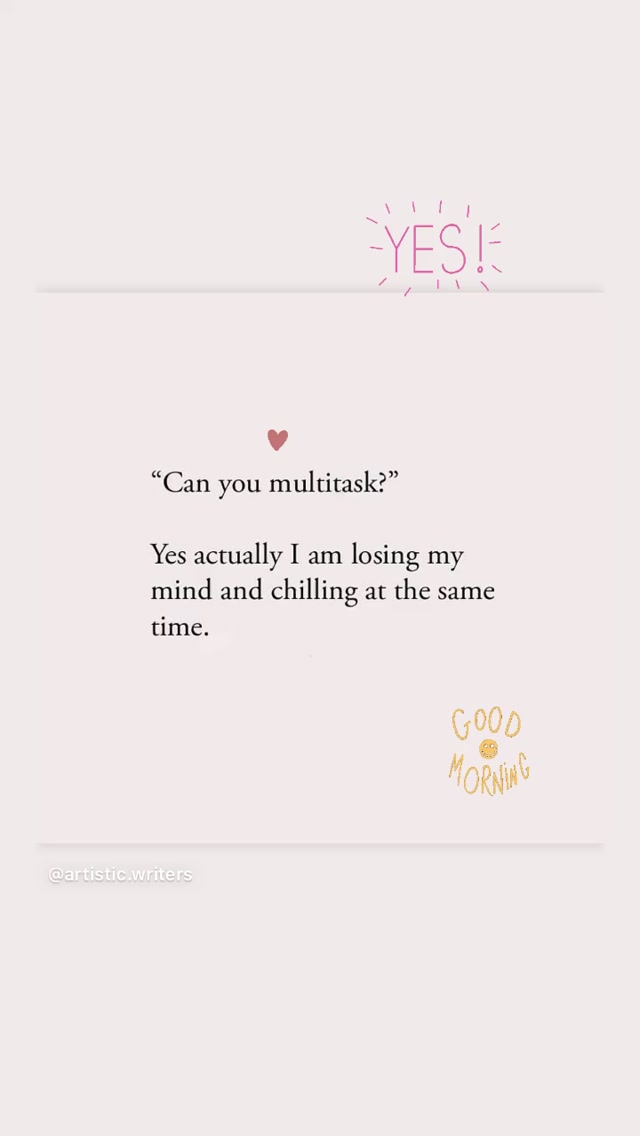 YES!
“Can you multitask?”
Yes actually I am losing my
mind and chilling at the same
time.
GOOD
MORNING
@artistic.writers